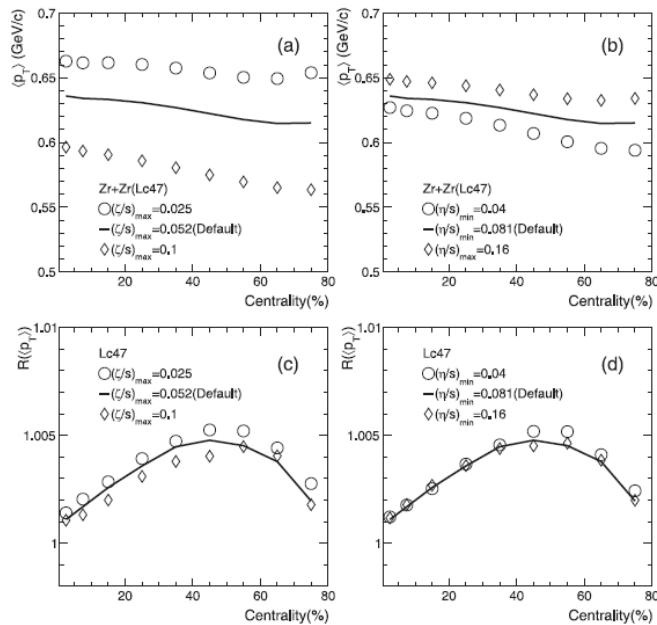 0.7
0.65
0.6
0.55
0.5
⟨p_T⟩ (GeV/c)
(a)
Zr+Zr(Lc47)
(ζ/s)_max=0.025
(ζ/s)_max=0.052(Default)
(ζ/s)_max=0.1
20 40 60 80
Centrality(%)
0.7
0.65
0.6
0.55
0.5
⟨p_T⟩ (GeV/c)
(b)
Zr+Zr(Lc47)
(η/s)_min=0.04
(η/s)_min=0.081(Default)
(η/s)_max=0.16
20 40 60 80
Centrality(%)
1.01
1.005
1
R(⟨p_T⟩)
(c)
Lc47
(ζ/s)_max=0.025
(ζ/s)_max=0.052(Default)
(ζ/s)_max=0.1
20 40 60 80
Centrality(%)
1.01
1.005
1
R(⟨p_T⟩)
(d)
Lc47
(η/s)_min=0.04
(η/s)_min=0.081(Default)
(η/s)_min=0.16
20 40 60 80
Centrality(%)